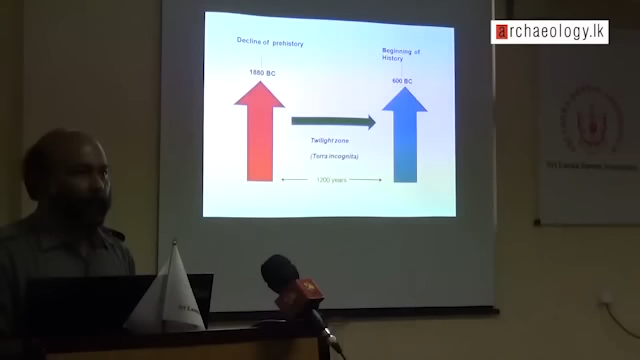 archaeology.lk
Decline of prehistory
Beginning of
History
1880 BC
600 BC
Twilight zone
(Terra incognita)
1200 years